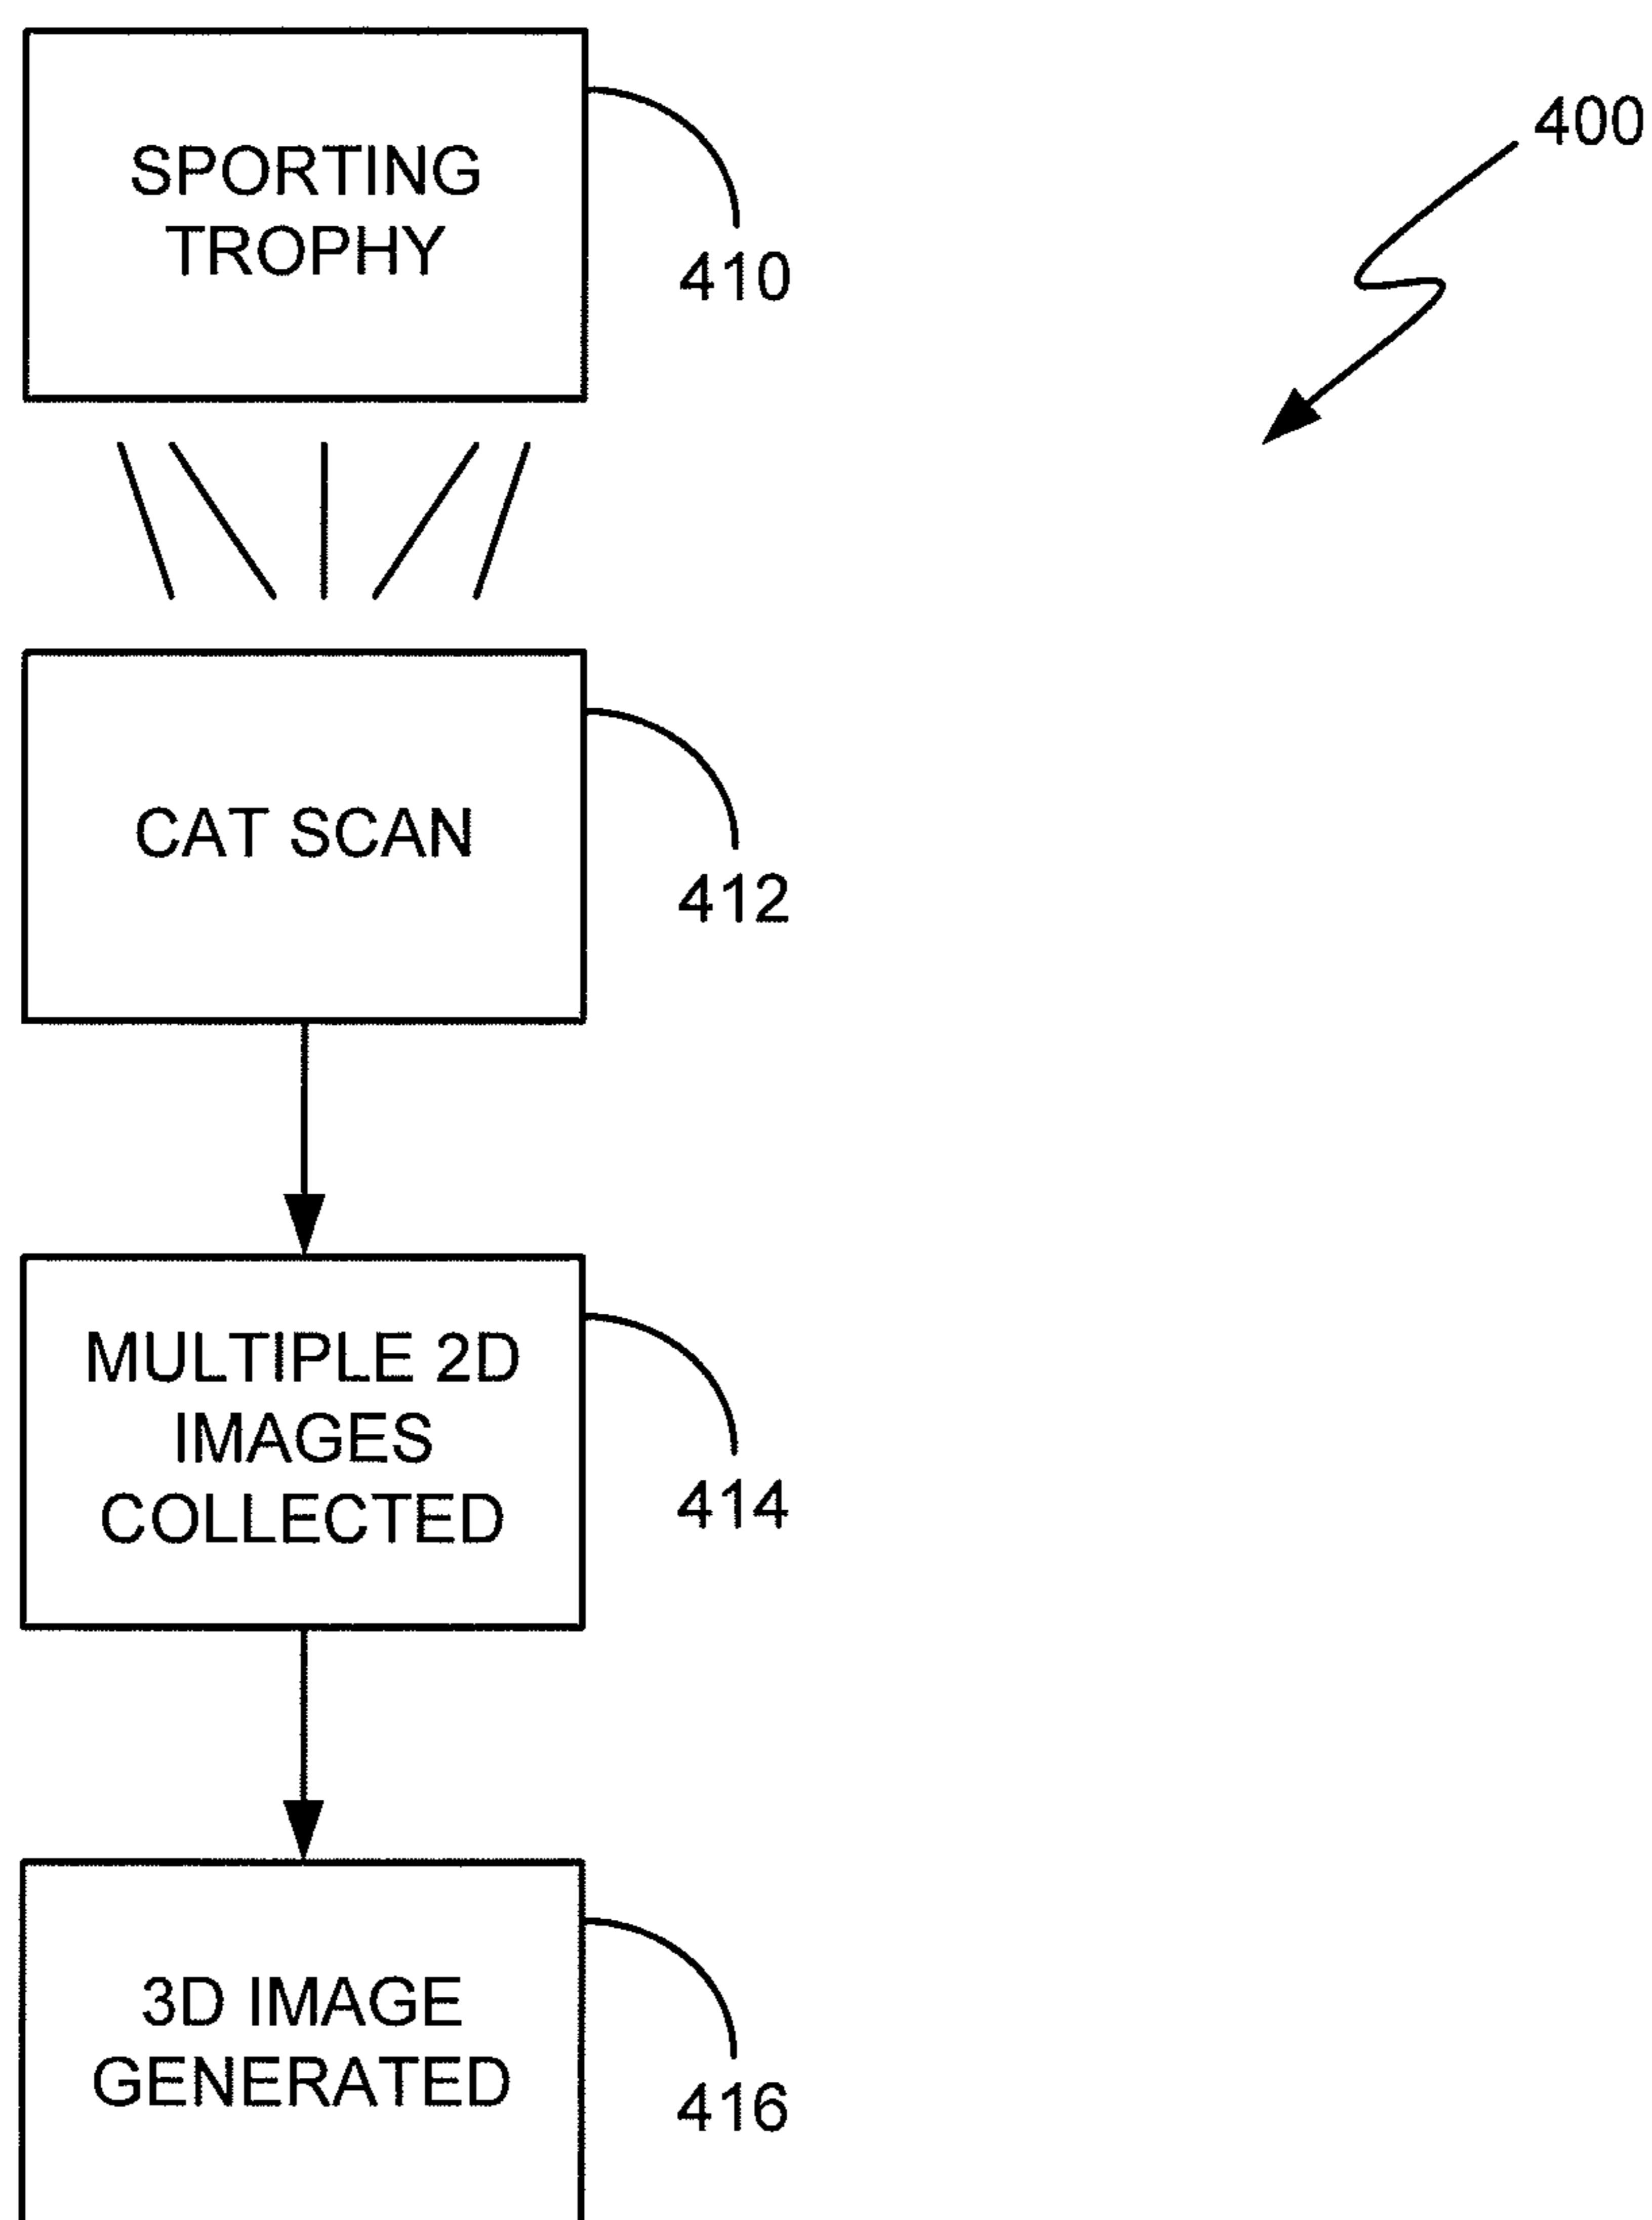 SPORTING
TROPHY
410
400
CAT SCAN
412
MULTIPLE 2D
IMAGES
COLLECTED
414
3D IMAGE
GENERATED
416